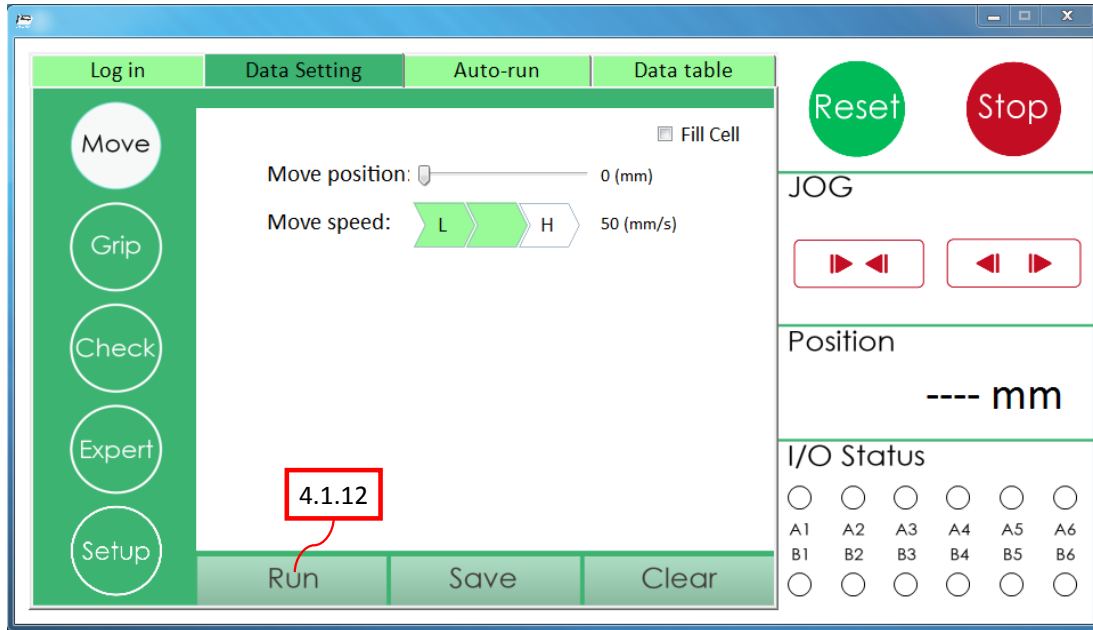 Log in
Data Setting
Auto-run
Data table
Move
Grip
Check
Expert
Setup
Fill Cell
Move position: 0 (mm)
Move speed: L H 50 (mm/s)
4.1.12
Run
Save
Clear
Reset
Stop
JOG
Position
---- mm
I/O Status
A1 A2 A3 A4 A5 A6
B1 B2 B3 B4 B5 B6